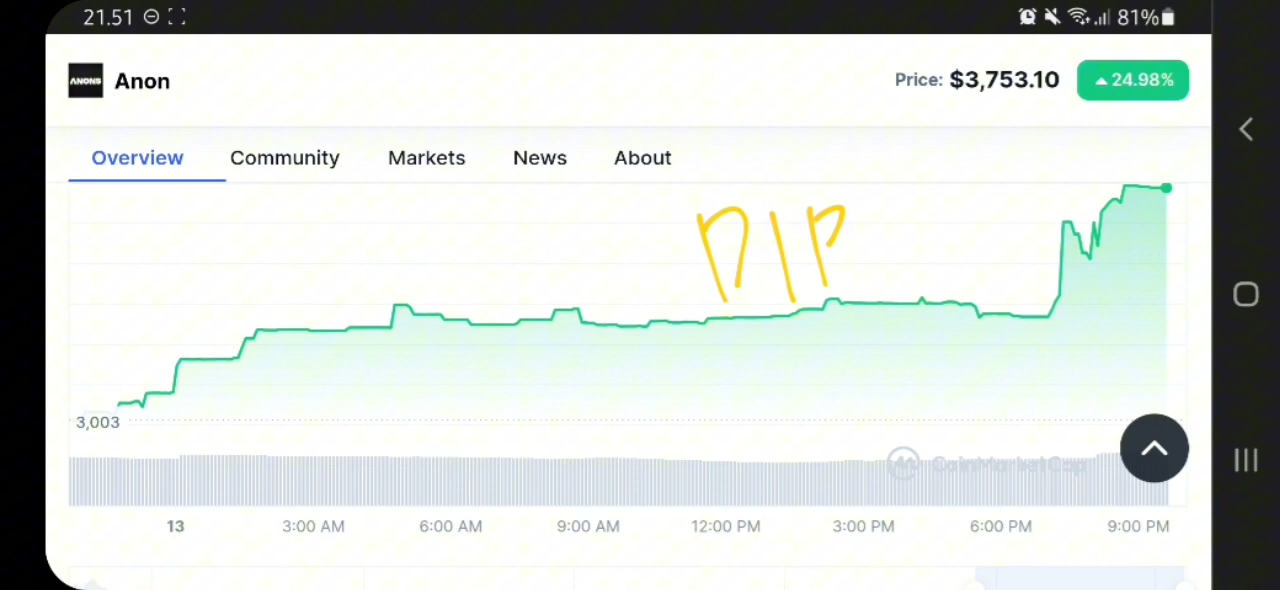 21.51 81%
ANONS Anon Price: $3,753.10 24.98%
Overview Community Markets News About
DIP
3,003
CoinMarketCap
13 3:00 AM 6:00 AM 9:00 AM 12:00 PM 3:00 PM 6:00 PM 9:00 PM